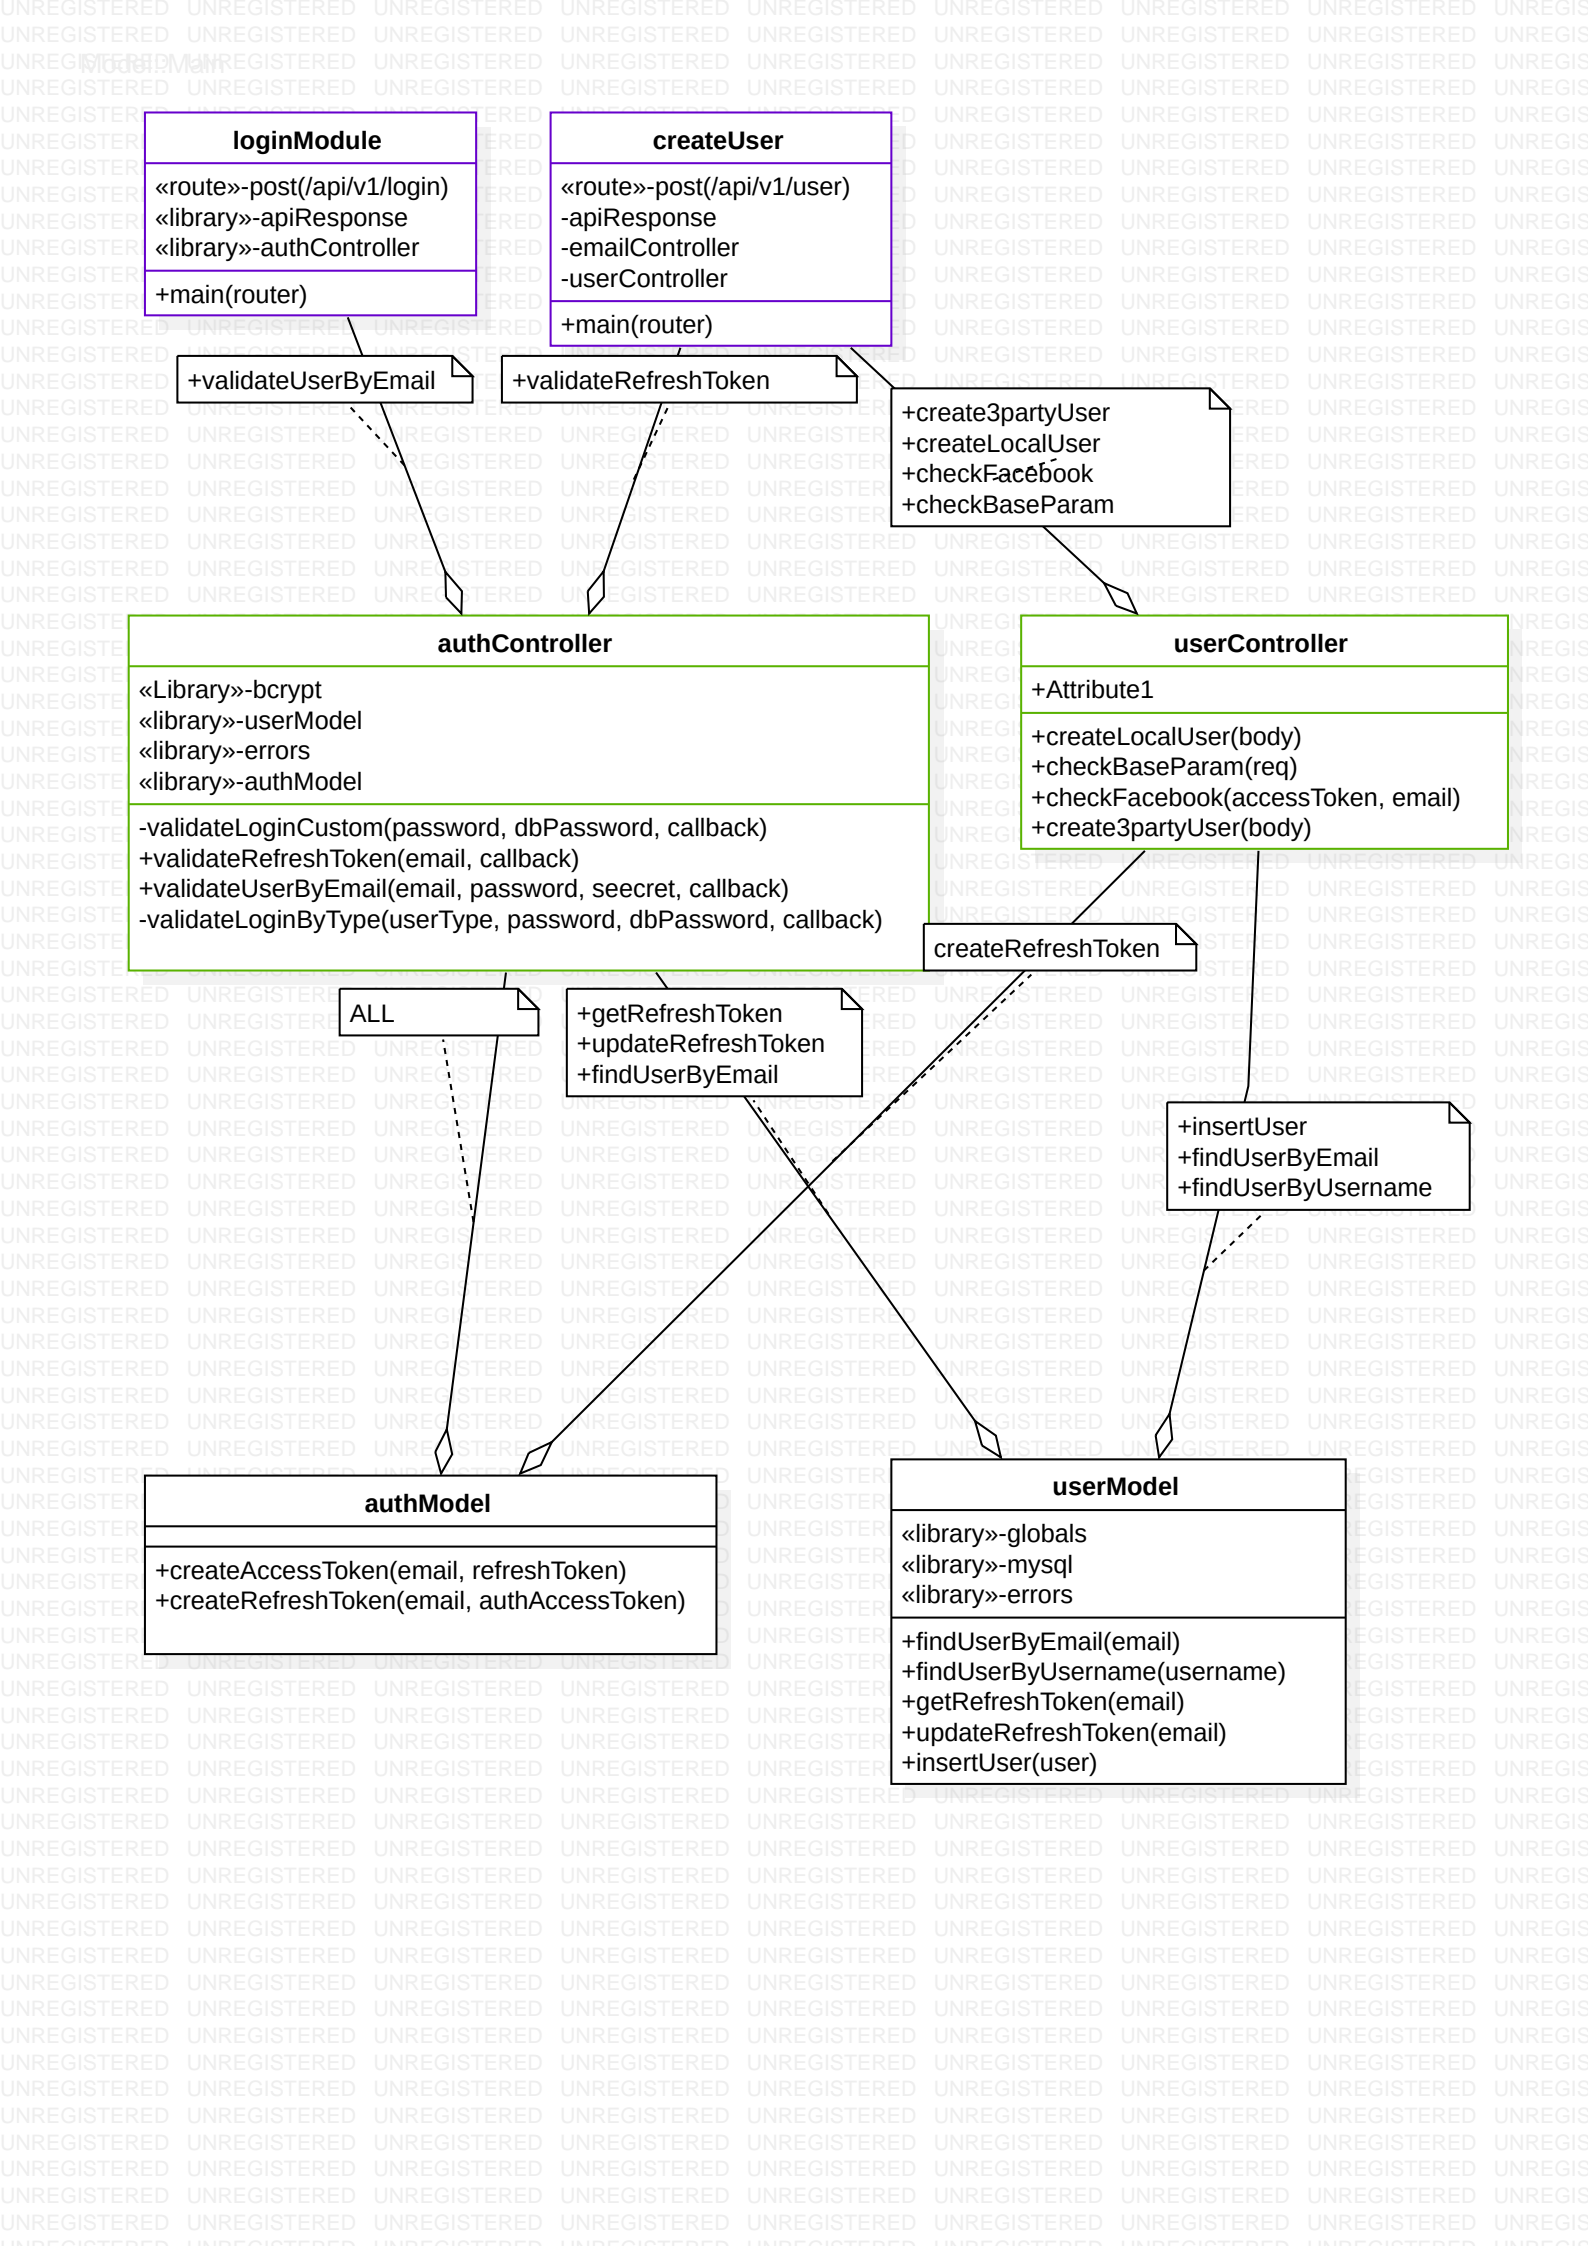 Model::Main
loginModule
«route»-post(/api/v1/login)
«library»-apiResponse
«library»-authController
+main(router)
createUser
«route»-post(/api/v1/user)
-apiResponse
-emailController
-userController
+main(router)
+validateUserByEmail
+validateRefreshToken
+create3partyUser
+createLocalUser
+checkFacebook
+checkBaseParam
authController
«Library»-bcrypt
«library»-userModel
«library»-errors
«library»-authModel
-validateLoginCustom(password, dbPassword, callback)
+validateRefreshToken(email, callback)
+validateUserByEmail(email, password, seecret, callback)
-validateLoginByType(userType, password, dbPassword, callback)
userController
+Attribute1
+createLocalUser(body)
+checkBaseParam(req)
+checkFacebook(accessToken, email)
+create3partyUser(body)
createRefreshToken
ALL
+getRefreshToken
+updateRefreshToken
+findUserByEmail
+insertUser
+findUserByEmail
+findUserByUsername
authModel
+createAccessToken(email, refreshToken)
+createRefreshToken(email, authAccessToken)
userModel
«library»-globals
«library»-mysql
«library»-errors
+findUserByEmail(email)
+findUserByUsername(username)
+getRefreshToken(email)
+updateRefreshToken(email)
+insertUser(user)
UNREGISTERED